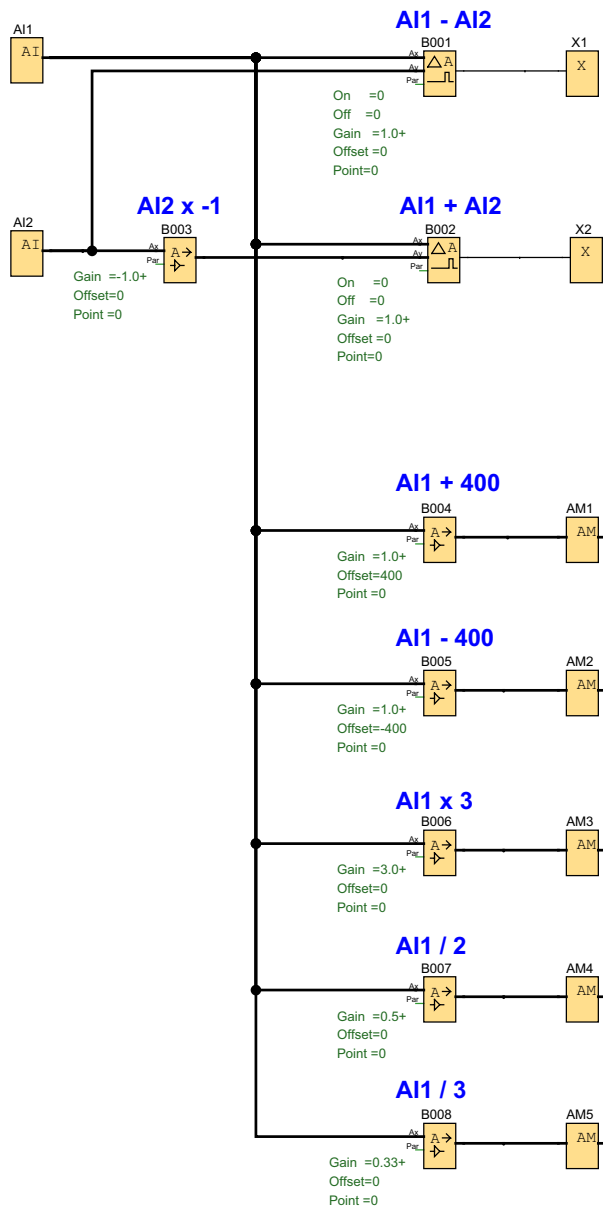 AI1 - AI2
AI1
AI
B001
Ax
Ay
Par
Δ A
X1
X
On =0
Off =0
Gain =1.0+
Offset =0
Point=0
AI2 x -1
AI1 + AI2
AI2
AI
B003
Ax
Par
A→
B002
Ax
Ay
Par
Δ A
X2
X
Gain =-1.0+
Offset=0
Point =0
On =0
Off =0
Gain =1.0+
Offset =0
Point=0
AI1 + 400
B004
Ax
Par
A→
AM1
AM
Gain =1.0+
Offset=400
Point =0
AI1 - 400
B005
Ax
Par
A→
AM2
AM
Gain =1.0+
Offset=-400
Point =0
AI1 x 3
B006
Ax
Par
A→
AM3
AM
Gain =3.0+
Offset=0
Point =0
AI1 / 2
B007
Ax
Par
A→
AM4
AM
Gain =0.5+
Offset=0
Point =0
AI1 / 3
B008
Ax
Par
A→
AM5
AM
Gain =0.33+
Offset=0
Point =0